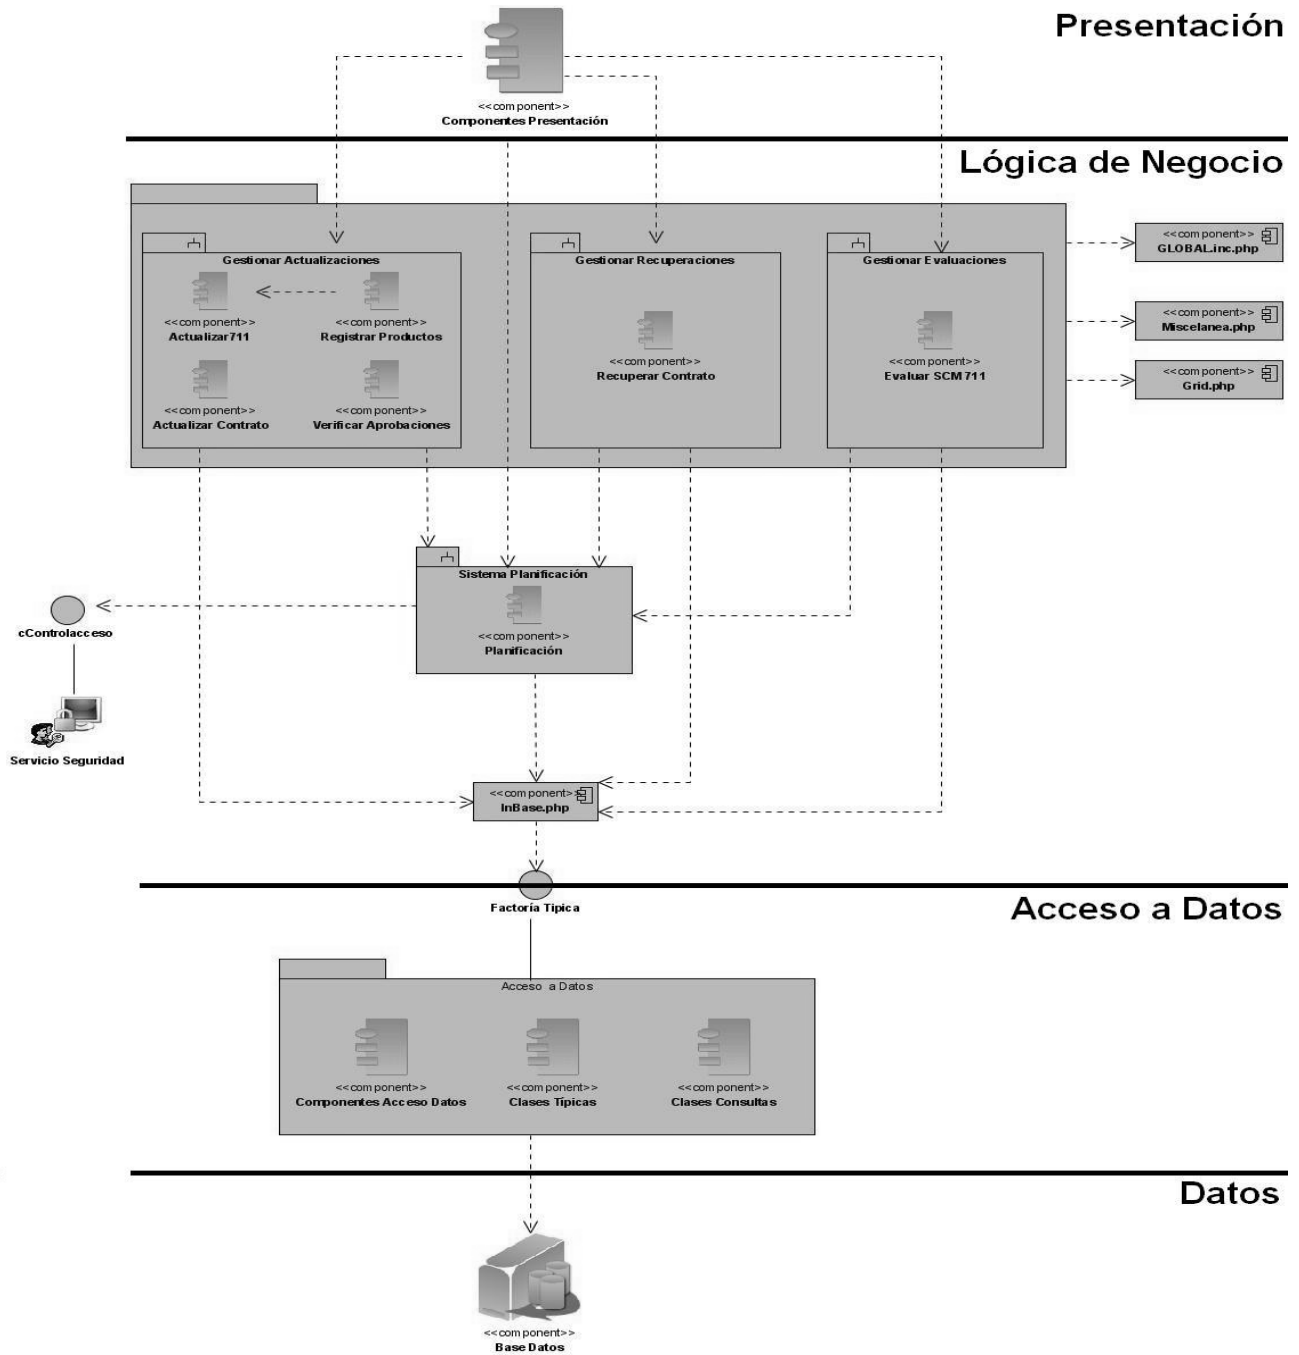 Presentación
<<component>>
Componentes Presentación
Lógica de Negocio
Gestionar Actualizaciones
<<component>>
Actualizar711
<<component>>
Registrar Productos
<<component>>
Actualizar Contrato
<<component>>
Verificar Aprobaciones
Gestionar Recuperaciones
<<component>>
Recuperar Contrato
Gestionar Evaluaciones
<<component>>
Evaluar SCM 711
<<component>>
GLOBAL.inc.php
<<component>>
Miscelanea.php
<<component>>
Grid.php
Sistema Planificación
<<component>>
Planificación
cControlacceso
Servicio Seguridad
<<component>>
InBase.php
Factoría Tipica
Acceso a Datos
Acceso a Datos
<<component>>
Componentes Acceso Datos
<<component>>
Clases Típicas
<<component>>
Clases Consultas
Datos
<<component>>
Base Datos